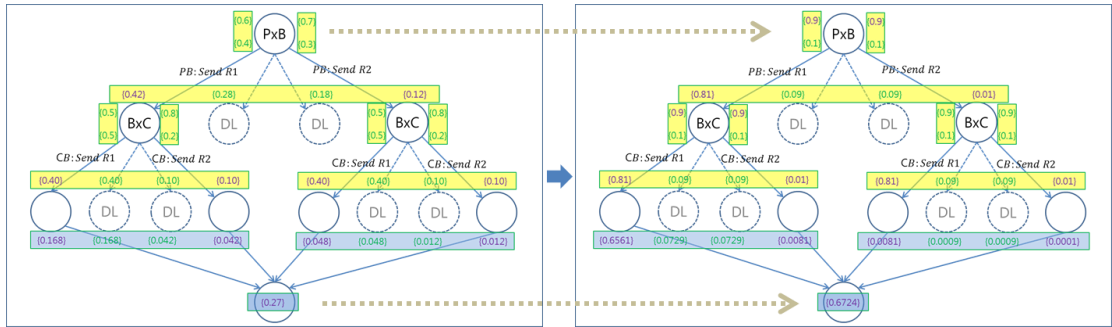 {0.6} PxB {0.7}
{0.4} {0.3}
PB: Send R1 PB: Send R2
{0.42} {0.28} {0.18} {0.12}
{0.5} BxC {0.8} DL DL {0.5} BxC {0.8}
{0.5} {0.2} {0.5} {0.2}
CB: Send R1 CB: Send R2 CB: Send R1 CB: Send R2
{0.40} {0.40} {0.10} {0.10} {0.40} {0.40} {0.10} {0.10}
DL DL DL DL
{0.168} {0.168} {0.042} {0.042} {0.048} {0.048} {0.012} {0.012}
{0.27}
{0.9} PxB {0.9}
{0.1} {0.1}
PB: Send R1 PB: Send R2
{0.81} {0.09} {0.09} {0.01}
{0.9} BxC {0.9} DL DL {0.9} BxC {0.9}
{0.1} {0.1} {0.1} {0.1}
CB: Send R1 CB: Send R2 CB: Send R1 CB: Send R2
{0.81} {0.09} {0.09} {0.01} {0.81} {0.09} {0.09} {0.01}
DL DL DL DL
{0.6561} {0.0729} {0.0729} {0.0081} {0.0081} {0.0009} {0.0009} {0.0001}
{0.6724}